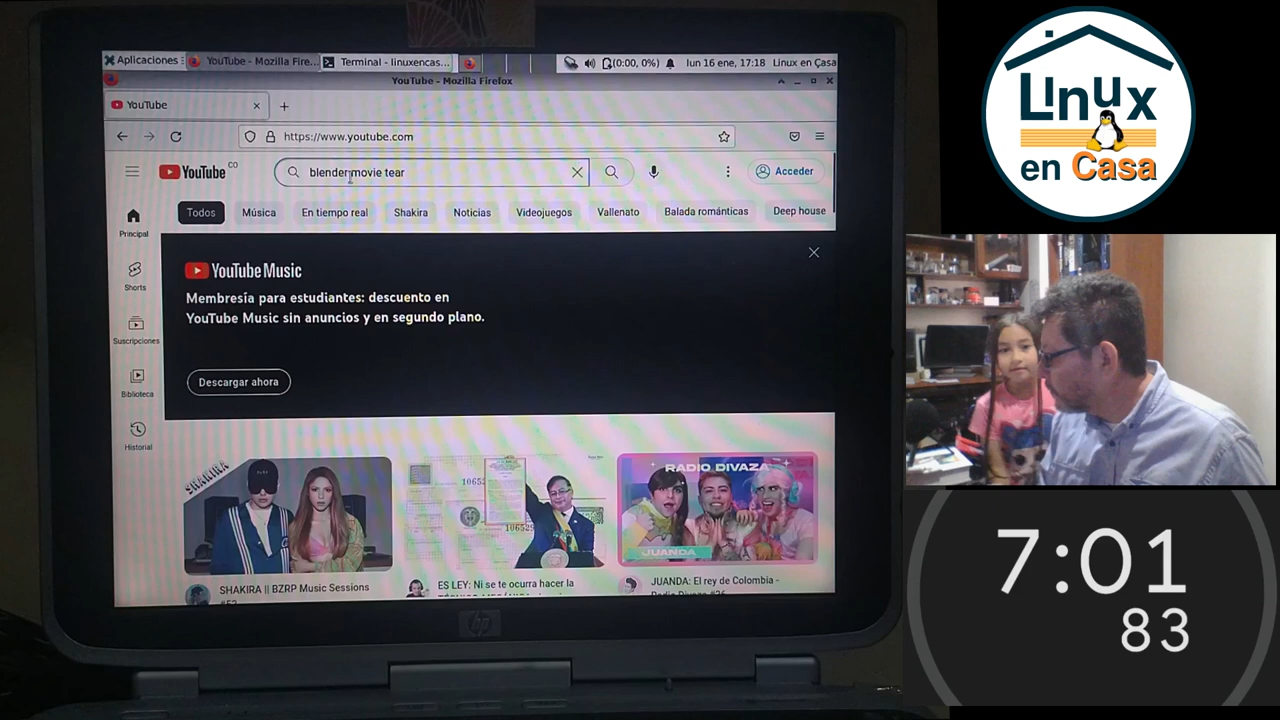 Aplicaciones
YouTube - Mozilla Fire...
Terminal - linuxencas...
(0:00, 0%)
lun 16 ene, 17:18
Linux en Casa
YouTube - Mozilla Firefox
YouTube
https://www.youtube.com
YouTube CO
blender movie tear
Acceder
Todos
Música
En tiempo real
Shakira
Noticias
Videojuegos
Vallenato
Balada románticas
Deep house
Principal
Shorts
Suscripciones
Biblioteca
Historial
YouTube Music
Membresía para estudiantes: descuento en
YouTube Music sin anuncios y en segundo plano.
Descargar ahora
SHAKIRA
RADIO DIVAZA
JUANDA
SHAKIRA || BZRP Music Sessions
ES LEY: Ni se te ocurra hacer la
JUANDA: El rey de Colombia -
hp
Linux
en Casa
7:01
83